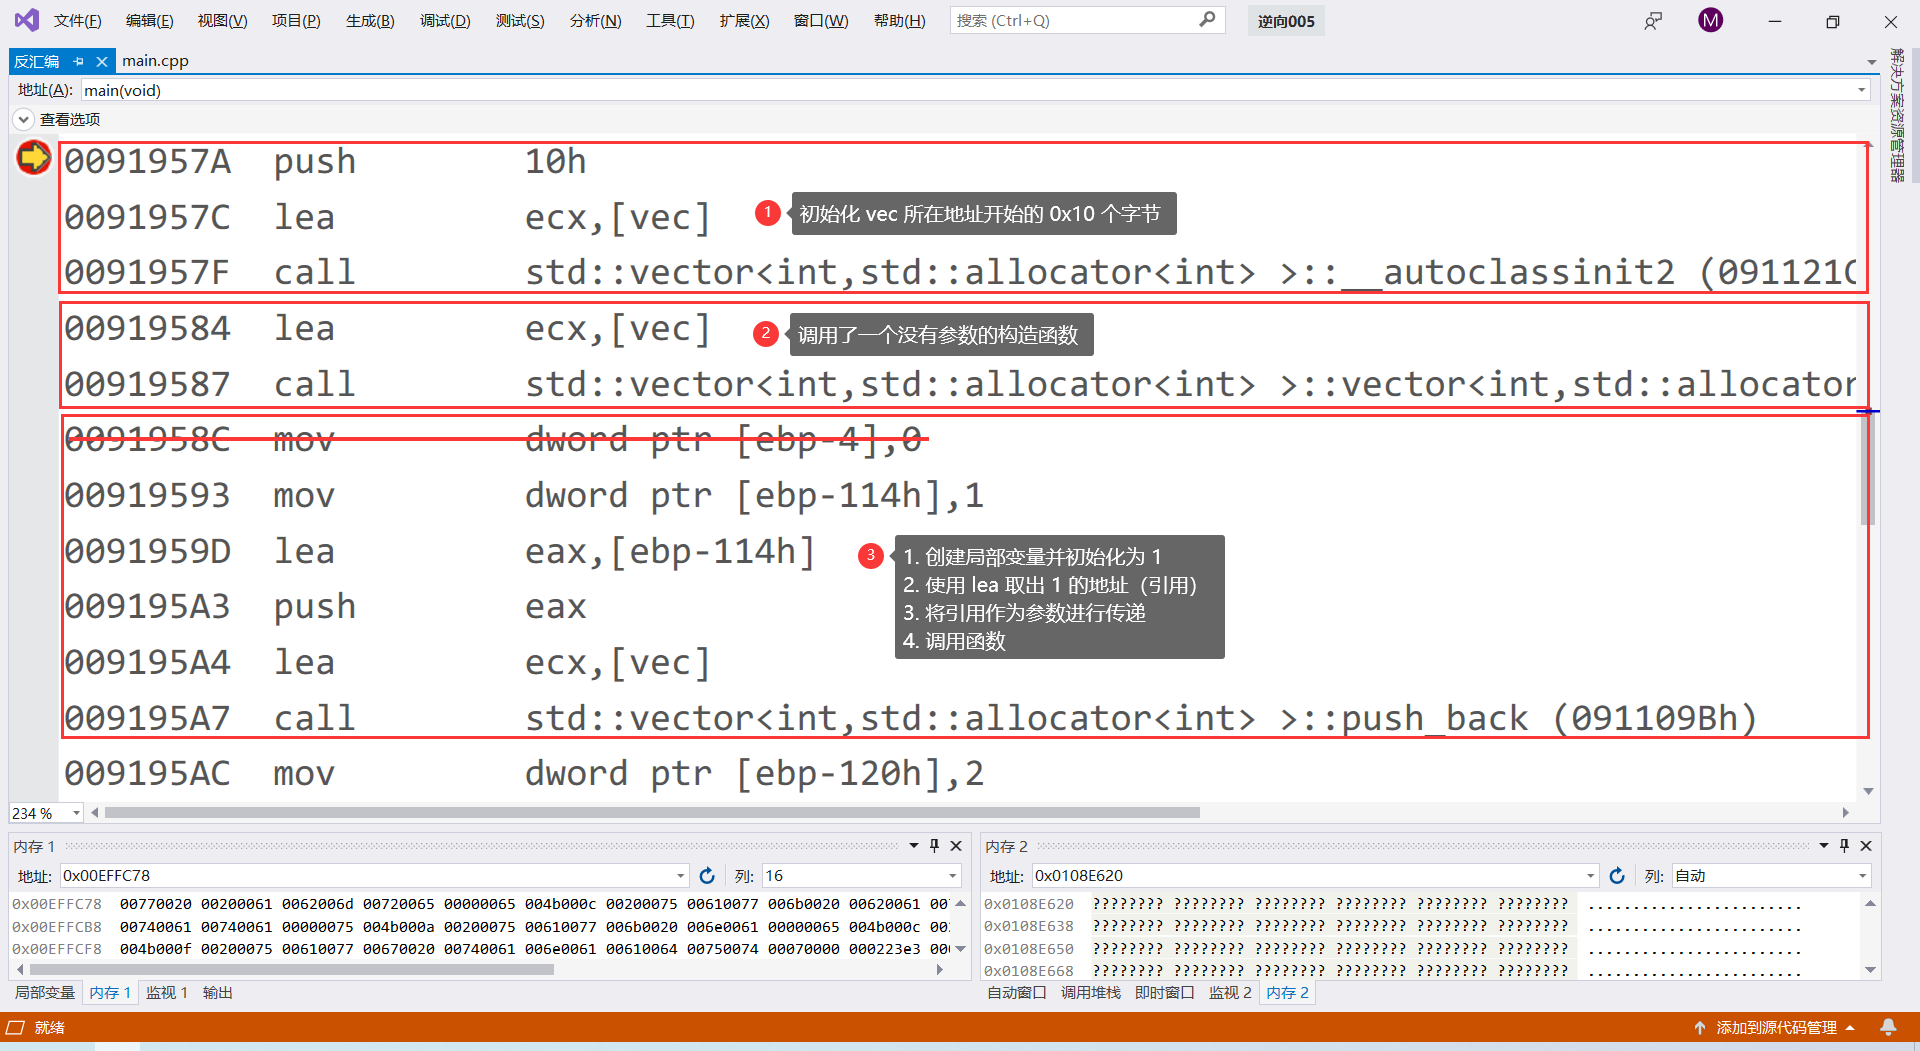 文件(F) 编辑(E) 视图(V) 项目(P) 生成(B) 调试(D) 测试(S) 分析(N) 工具(T) 扩展(X) 窗口(W) 帮助(H) 搜索 (Ctrl+Q) 逆向005 M
反汇编 main.cpp
解决方案资源管理器
地址(A): main(void)
查看选项
0091957A push 10h
0091957C lea ecx,[vec]
1 初始化 vec 所在地址开始的 0x10 个字节
0091957F call std::vector<int,std::allocator<int> >::__autoclassinit2 (091121C
00919584 lea ecx,[vec]
2 调用了一个没有参数的构造函数
00919587 call std::vector<int,std::allocator<int> >::vector<int,std::allocator
0091958C mov dword ptr [ebp-4],0
00919593 mov dword ptr [ebp-114h],1
0091959D lea eax,[ebp-114h]
3 1. 创建局部变量并初始化为 1
2. 使用 lea 取出 1 的地址（引用）
3. 将引用作为参数进行传递
4. 调用函数
009195A3 push eax
009195A4 lea ecx,[vec]
009195A7 call std::vector<int,std::allocator<int> >::push_back (091109Bh)
009195AC mov dword ptr [ebp-120h],2
234 %
内存 1
地址: 0x00EFFC78 列: 16
0x00EFFC78 00770020 00200061 0062006d 00720065 00000065 004b000c 00200075 00610077 006b0020 00620061 00
0x00EFFCB8 00740061 00740061 00000075 004b000a 00200075 00610077 006b0020 006e0061 00000065 004b000c 00
0x00EFFCF8 004b000f 00200075 00610077 00670020 00740061 006e0061 00610064 00750074 00070000 000223e3 00
局部变量 内存 1 监视 1 输出
内存 2
地址: 0x0108E620 列: 自动
0x0108E620 ???????? ???????? ???????? ???????? ???????? ???????? ........................
0x0108E638 ???????? ???????? ???????? ???????? ???????? ???????? ........................
0x0108E650 ???????? ???????? ???????? ???????? ???????? ???????? ........................
0x0108E668 ???????? ???????? ???????? ???????? ???????? ???????? ........................
自动窗口 调用堆栈 即时窗口 监视 2 内存 2
就绪 添加到源代码管理